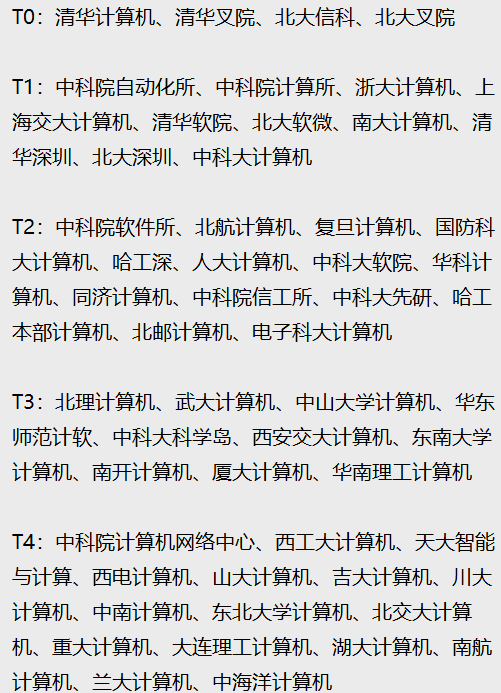 T0：清华计算机、清华叉院、北大信科、北大叉院
T1：中科院自动化所、中科院计算所、浙大计算机、上
海交大计算机、清华软院、北大软微、南大计算机、清
华深圳、北大深圳、中科大计算机
T2：中科院软件所、北航计算机、复旦计算机、国防科
大计算机、哈工深、人大计算机、中科大软院、华科计
算机、同济计算机、中科院信工所、中科大先研、哈工
本部计算机、北邮计算机、电子科大计算机
T3：北理计算机、武大计算机、中山大学计算机、华东
师范计软、中科大科学岛、西安交大计算机、东南大学
计算机、南开计算机、厦大计算机、华南理工计算机
T4：中科院计算机网络中心、西工大计算机、天大智能
与计算、西电计算机、山大计算机、吉大计算机、川大
计算机、中南计算机、东北大学计算机、北交大计算
机、重大计算机、大连理工计算机、湖大计算机、南航
计算机、兰大计算机、中海洋计算机